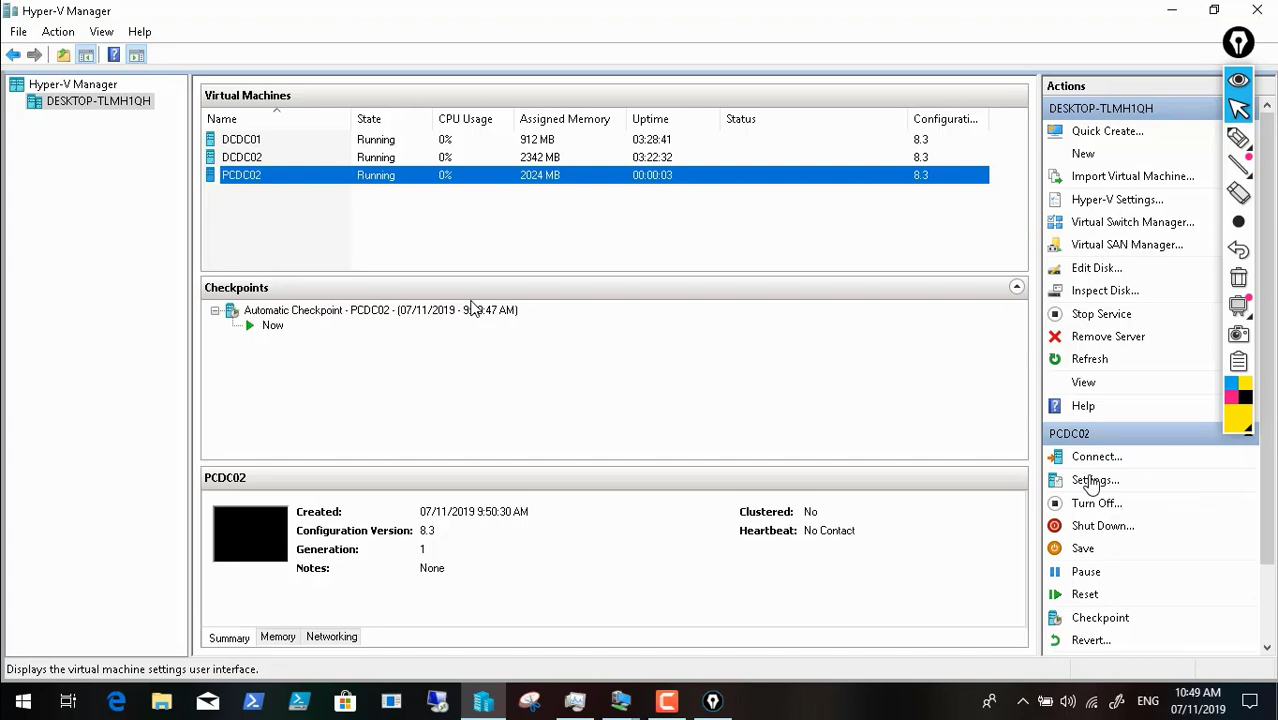 Hyper-V Manager
File Action View Help
Hyper-V Manager
DESKTOP-TLMH1QH
Virtual Machines
Name State CPU Usage Assigned Memory Uptime Status Configurati...
DCDC01 Running 0% 912 MB 03:28:41 8.3
DCDC02 Running 0% 2342 MB 03:22:32 8.3
PCDC02 Running 0% 2024 MB 00:00:03 8.3
Checkpoints
Automatic Checkpoint - PCDC02 - (07/11/2019 - :47 AM)
Now
PCDC02
Created: 07/11/2019 9:50:30 AM Clustered: No
Configuration Version: 8.3 Heartbeat: No Contact
Generation: 1
Notes: None
Summary Memory Networking
Actions
DESKTOP-TLMH1QH
Quick Create...
New
Import Virtual Machine...
Hyper-V Settings...
Virtual Switch Manager...
Virtual SAN Manager...
Edit Disk...
Inspect Disk...
Stop Service
Remove Server
Refresh
View
Help
PCDC02
Connect...
Settings...
Turn Off...
Shut Down...
Save
Pause
Reset
Checkpoint
Revert...
Displays the virtual machine settings user interface.
ENG
10:49 AM
07/11/2019